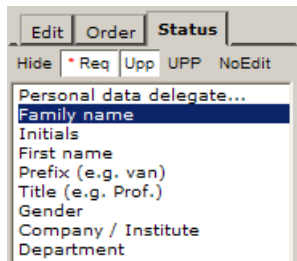 Edit Order Status
Hide * Req Upp UPP NoEdit
Personal data delegate...
Family name
Initials
First name
Prefix (e.g. van)
Title (e.g. Prof.)
Gender
Company / Institute
Department